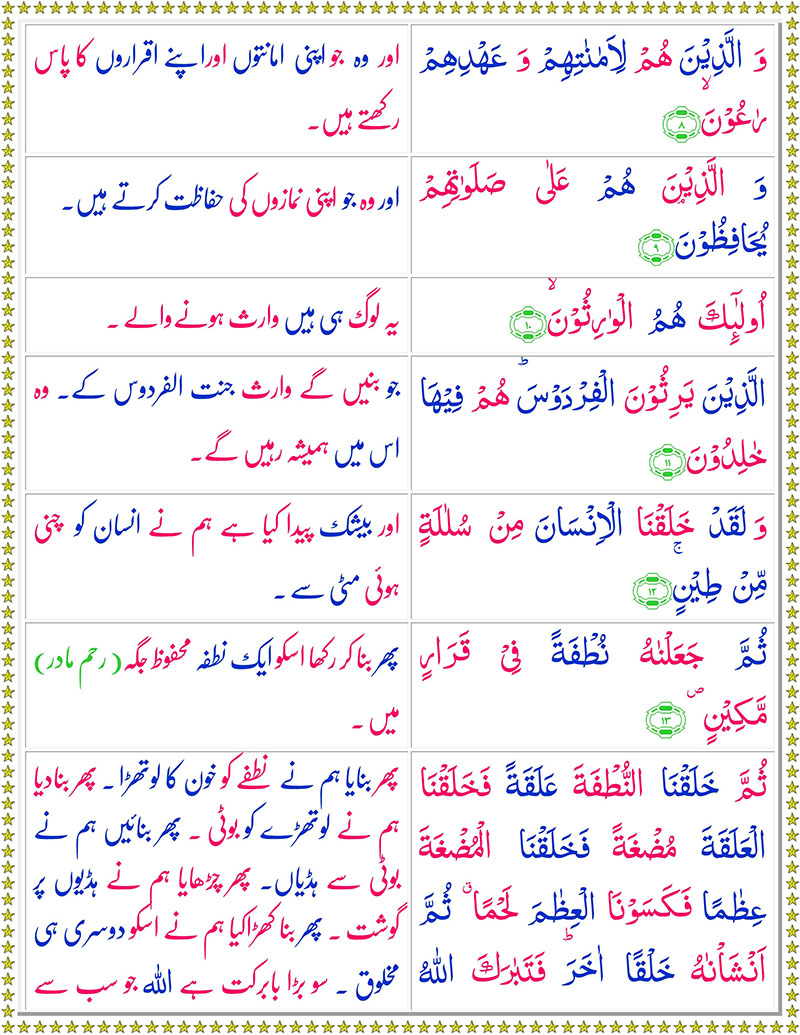 وَ الَّذِيْنَ هُمْ لِاَمٰنٰتِهِمْ وَ عَهْدِهِمْ
رٰعُوْنَۙ ۸
اور وہ جو اپنی امانتوں اور اپنے اقراروں کا پاس
رکھتے ہیں۔
وَ الَّذِيْنَ هُمْ عَلٰى صَلَوٰتِهِمْ
يُحَافِظُوْنَۘ ۹
اور وہ جو اپنی نمازوں کی حفاظت کرتے ہیں۔
اُولٰٓئِكَ هُمُ الْوٰرِثُوْنَۙ ۱۰
یہ لوگ ہی ہیں وارث ہونے والے ۔
الَّذِيْنَ يَرِثُوْنَ الْفِرْدَوْسَؕ هُمْ فِيْهَا
خٰلِدُوْنَ ۱۱
جو بنیں گے وارث جنت الفردوس کے۔ وہ
اس میں ہمیشہ رہیں گے۔
وَ لَقَدْ خَلَقْنَا الْاِنْسَانَ مِنْ سُلٰلَةٍ
مِّنْ طِيْنٍۚ ۱۲
اور بیشک پیدا کیا ہے ہم نے انسان کو چنی
ہوئی مٹی سے ۔
ثُمَّ جَعَلْنٰهُ نُطْفَةً فِىْ قَرَارٍ
مَّكِيْنٍ۪ ۱۳
پھر بنا کر رکھا اسکو ایک نطفہ محفوظ جگہ (رحم مادر)
میں ۔
ثُمَّ خَلَقْنَا النُّطْفَةَ عَلَقَةً فَخَلَقْنَا
الْعَلَقَةَ مُضْغَةً فَخَلَقْنَا الْمُضْغَةَ
عِظٰمًا فَكَسَوْنَا الْعِظٰمَ لَحْمًاۗ ثُمَّ
اَنْشَاْنٰهُ خَلْقًا اٰخَرَؕ فَتَبٰرَكَ اللّٰهُ
پھر بنایا ہم نے نطفے کو خون کا لوتھڑا ۔ پھر بنادیا
ہم نے لوتھڑے کو بوٹی ۔ پھر بنائیں ہم نے
بوٹی سے ہڈیاں۔ پھر چڑھایا ہم نے ہڈیوں پر
گوشت ۔ پھر بنا کھڑا کیا ہم نے اسکو دوسری ہی
مخلوق ۔ سو بڑا بابرکت ہے اللہ جو سب سے